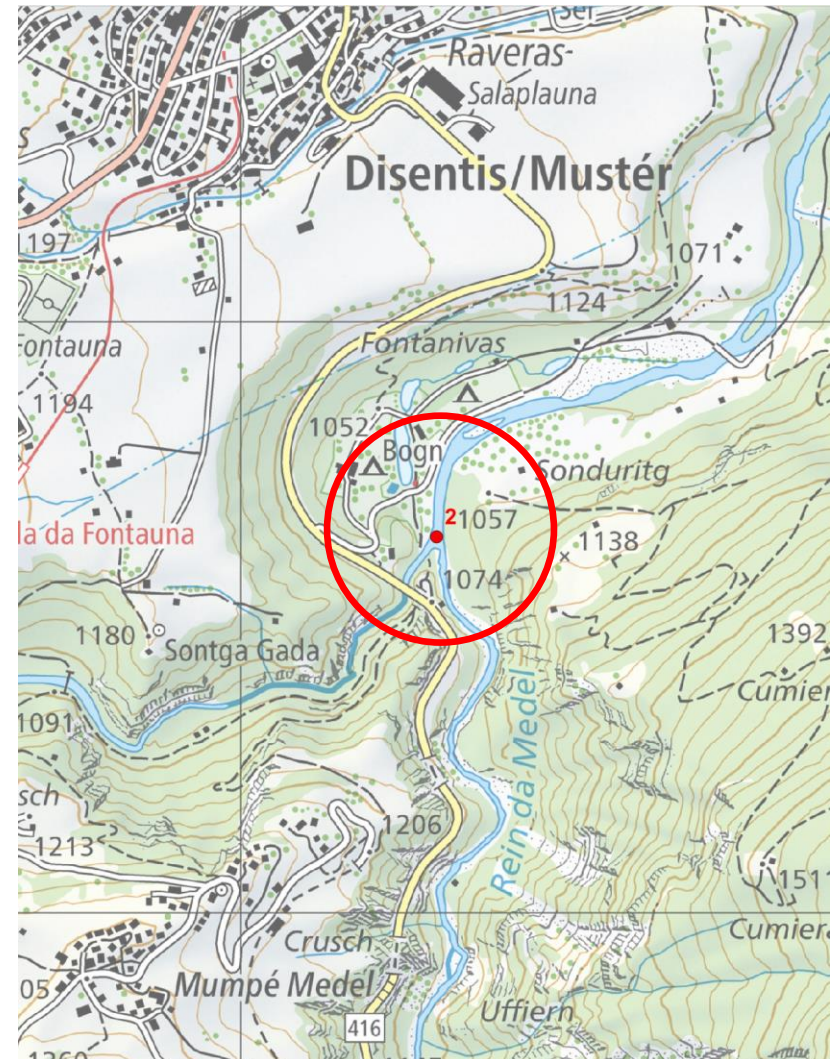 Raveras-
Salaplauna
Disentis/Mustér
1197
1071
1124
Fontanivas
Fontauna
1194
1052
Bogn
Sonduritg
2 1057
da Fontauna
1138
1074
1180
Sontga Gada
1392
Cumier
1091
Rein da Medel
sch
1206
1213
1511
Crusch
Cumiera
05
Mumpé Medel
Uffiern
416